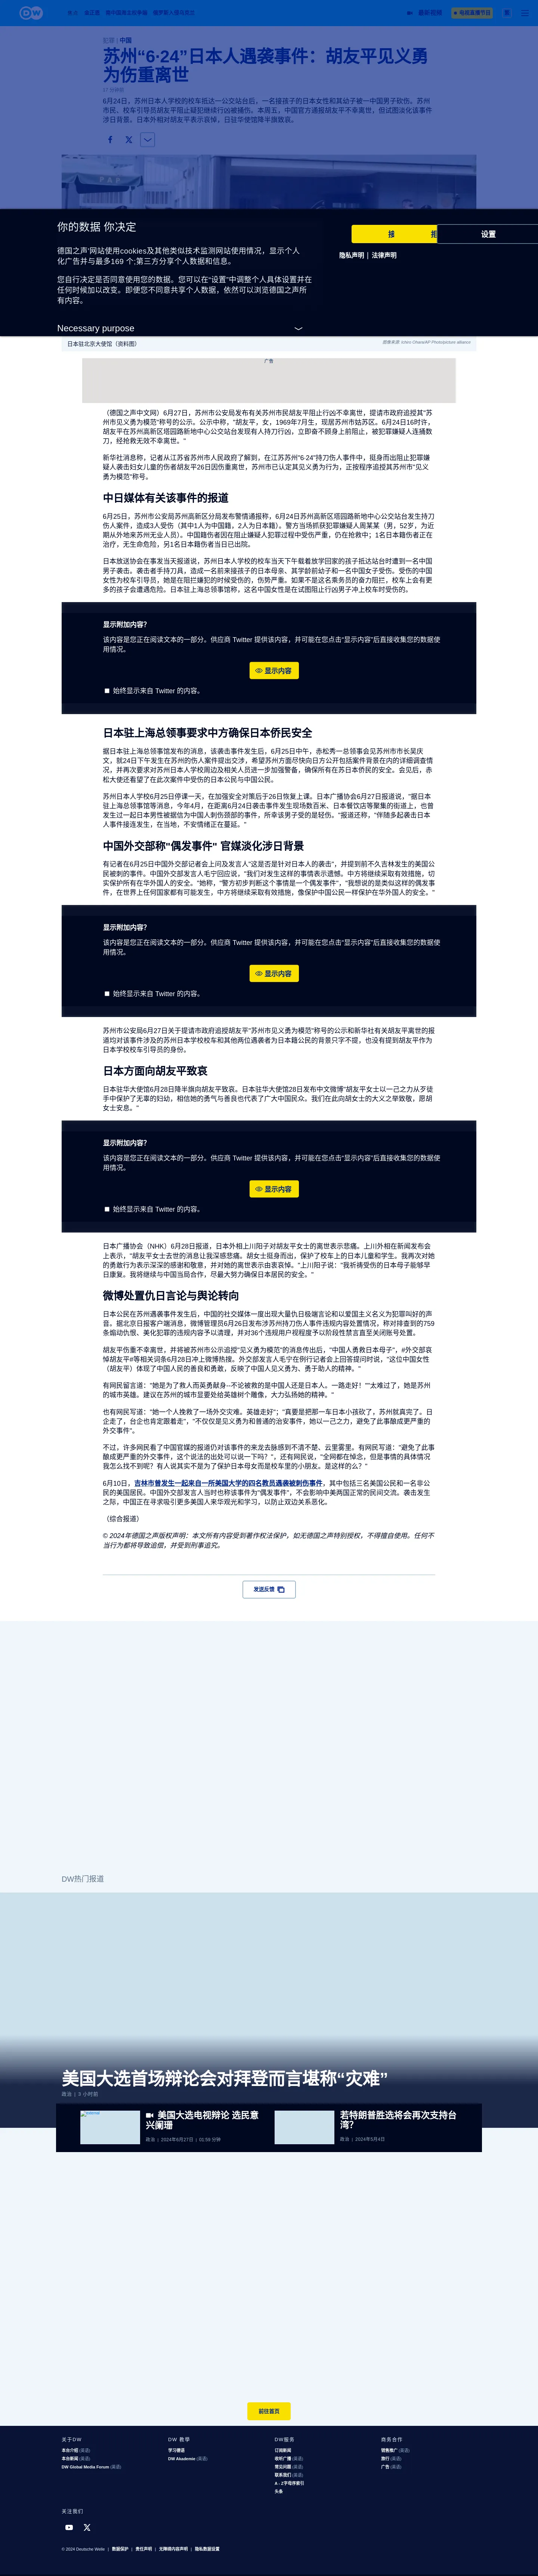 犯罪 | 中国
苏州“6·24”日本人遇袭事件：胡友平见义勇
为伤重离世
17 分钟前
6月24日，苏州日本人学校的校车抵达一公交站台后，一名接孩子的日本女性和其幼子被一中国男子砍伤。苏州
市民、校车引导员胡友平阻止疑犯继续行凶被捅伤。本周五，中国官方通报胡友平不幸离世，但试图淡化该事件
涉日背景。日本外相对胡友平表示哀悼，日驻华使馆降半旗致哀。
你的数据 你决定
德国之声'网站使用cookies及其他类似技术监测网站使用情况，显示个人
化广告并与最多169 个;第三方分享个人数据和信息。
您自行决定是否同意使用您的数据。您可以在"设置"中调整个人具体设置并在
任何时候加以改变。即便您不同意共享个人数据，依然可以浏览德国之声所
有内容。
Necessary purpose
设置
隐私声明 | 法律声明
日本驻北京大使馆（资料图）
广告
（德国之声中文网）6月27日，苏州市公安局发布有关苏州市民胡友平阻止行凶不幸离世，提请市政府追授其"苏
州市见义勇为模范"称号的公示。公示中称，"胡友平，女，1969年7月生，现居苏州市姑苏区。6月24日16时许，
胡友平在苏州高新区塔园路新地中心公交站台发现有人持刀行凶，立即奋不顾身上前阻止，被犯罪嫌疑人连捅数
刀，经抢救无效不幸离世。"
新华社消息称，记者从江苏省苏州市人民政府了解到，在江苏苏州"6·24"持刀伤人事件中，挺身而出阻止犯罪嫌
疑人袭击妇女儿童的伤者胡友平26日因伤重离世，苏州市已认定其见义勇为行为，正按程序追授其苏州市"见义
勇为模范"称号。
中日媒体有关该事件的报道
6月25日，苏州市公安局苏州高新区分局发布警情通报称，6月24日苏州高新区塔园路新地中心公交站台发生持刀
伤人案件，造成3人受伤（其中1人为中国籍，2人为日本籍）。警方当场抓获犯罪嫌疑人周某某（男，52岁，为近
期从外地来苏州无业人员）。中国籍伤者因在阻止嫌疑人犯罪过程中受伤严重，仍在抢救中；1名日本籍伤者正在
治疗，无生命危险，另1名日本籍伤者当日已出院。
日本放送协会在事发当天报道说，苏州日本人学校的校车当天下午载着放学回家的孩子抵达站台时遭到一名中国
男子袭击。袭击者手持刀具，造成一名前来接孩子的日本母亲、其学龄前幼子和一名中国女子受伤。受伤的中国
女性为校车引导员，她是在阻拦嫌犯的时候受伤的，伤势严重。如果不是这名乘务员的奋力阻拦，校车上会有更
多的孩子会遭遇危险。日本驻上海总领事馆称，这名中国女性是在试图阻止行凶男子冲上校车时受伤的。
显示附加内容?
该内容是您正在阅读文本的一部分。供应商 Twitter 提供该内容，并可能在您点击“显示内容”后直接收集您的数据使
用情况。
显示内容
始终显示来自 Twitter 的内容。
日本驻上海总领事要求中方确保日本侨民安全
据日本驻上海总领事馆发布的消息，该袭击事件发生后，6月25日中午，赤松秀一总领事会见苏州市市长吴庆
文，就24日下午发生在苏州的伤人案件提出交涉，希望苏州方面尽快向日方公开包括案件背景在内的详细调查情
况，并再次要求对苏州日本人学校周边及相关人员进一步加强警备，确保所有在苏日本侨民的安全。会见后，赤
松大使还看望了在此次案件中受伤的日本公民与中国公民。
苏州日本人学校6月25日停课一天，在加强安全对策后于26日恢复上课。日本广播协会6月27日报道说，"据日本
驻上海总领事馆等消息，今年4月，在距离6月24日袭击事件发生现场数百米、日本餐饮店等聚集的街道上，也曾
发生过一起日本男性被据信为中国人刺伤颈部的事件，所幸该男子受的是轻伤。"报道还称，"伴随多起袭击日本
人事件接连发生，在当地，不安情绪正在蔓延。"
中国外交部称"偶发事件" 官媒淡化涉日背景
有记者在6月25日中国外交部记者会上问及发言人"这是否是针对日本人的袭击"，并提到前不久吉林发生的美国公
民被刺的事件。中国外交部发言人毛宁回应说，"我们对发生这样的事情表示遗憾。中方将继续采取有效措施，切
实保护所有在华外国人的安全。"她称，"警方初步判断这个事情是一个偶发事件"，"我想说的是类似这样的偶发事
件，在世界上任何国家都有可能发生，中方将继续采取有效措施，像保护中国公民一样保护在华外国人的安全。"
显示附加内容?
该内容是您正在阅读文本的一部分。供应商 Twitter 提供该内容，并可能在您点击“显示内容”后直接收集您的数据使
用情况。
显示内容
始终显示来自 Twitter 的内容。
苏州市公安局6月27日关于提请市政府追授胡友平"苏州市见义勇为模范"称号的公示和新华社有关胡友平离世的报
道均对该事件涉及的苏州日本学校校车和其他两位遇袭者为日本籍公民的背景只字不提，也没有提到胡友平作为
日本学校校车引导员的身份。
日本方面向胡友平致哀
日本驻华大使馆6月28日降半旗向胡友平致哀。日本驻华大使馆28日发布中文微博"胡友平女士以一己之力从歹徒
手中保护了无辜的妇幼，相信她的勇气与善良也代表了广大中国民众。我们在此向胡女士的大义之举致敬，愿胡
女士安息。"
显示附加内容?
该内容是您正在阅读文本的一部分。供应商 Twitter 提供该内容，并可能在您点击“显示内容”后直接收集您的数据使
用情况。
显示内容
始终显示来自 Twitter 的内容。
日本广播协会（NHK）6月28日报道，日本外相上川阳子对胡友平女士的离世表示悲痛。上川外相在新闻发布会
上表示，"胡友平女士去世的消息让我深感悲痛。胡女士挺身而出，保护了校车上的日本儿童和学生。我再次对她
的勇敢行为表示深深的感谢和敬意，并对她的离世表示由衷哀悼。"上川阳子说："我祈祷受伤的日本母子能够早
日康复。我将继续与中国当局合作，尽最大努力确保日本居民的安全。"
微博处置仇日言论与舆论转向
日本公民在苏州遇袭事件发生后，中国的社交媒体一度出现大量仇日极端言论和以爱国主义名义为犯罪叫好的声
音。据北京日报客户端消息，微博管理员6月26日发布涉苏州持刀伤人事件违规内容处置情况，称对排查到的759
条煽动仇恨、美化犯罪的违规内容予以清理，并对36个违规用户视程度予以阶段性禁言直至关闭账号处置。
胡友平伤重不幸离世，并将被苏州市公示追授"见义勇为模范"的消息传出后，"中国人勇救日本母子"，#外交部哀
悼胡友平#等相关词条6月28日冲上微博热搜。外交部发言人毛宁在例行记者会上回答提问时说，"这位中国女性
（胡友平）体现了中国人民的善良和勇敢，反映了中国人见义勇为、勇于助人的精神。"
有网民留言道："她是为了救人而英勇献身--不论被救的是中国人还是日本人。一路走好！""太难过了，她是苏州
的城市英雄。建议在苏州的城市显要处给英雄树个雕像，大力弘扬她的精神。"
也有网民写道："她一个人挽救了一场外交灾难。英雄走好"；"真要是把那一车日本小孩砍了，苏州就真完了。日
企走了，台企也肯定跟着走"，"不仅仅是见义勇为和普通的治安事件，她以一己之力，避免了此事酿成更严重的
外交事件"。
不过，许多网民看了中国官媒的报道仍对该事件的来龙去脉感到不清不楚、云里雾里。有网民写道："避免了此事
酿成更严重的外交事件，这个说法的出处可以说一下吗？"，还有网民说，"全网都在悼念，但是事情的具体情况
我怎么找不到呢？有人说其实不是为了保护日本母女而是校车里的小朋友。是这样的么？"
6月10日，吉林市曾发生一起来自一所美国大学的四名教员遇袭被刺伤事件，其中包括三名美国公民和一名非公
民的美国居民。中国外交部发言人当时也称该事件为"偶发事件"，不会影响中美两国正常的民间交流。袭击发生
之际，中国正在寻求吸引更多美国人来华观光和学习，以防止双边关系恶化。
（综合报道）
© 2024年德国之声版权声明：本文所有内容受到著作权法保护，如无德国之声特别授权，不得擅自使用。任何不
当行为都将导致追偿，并受到刑事追究。
发送反馈
DW热门报道
美国大选首场辩论会对拜登而言堪称“灾难”
政治 | 3 小时前
美国大选电视辩论 选民意
兴阑珊
政治 | 2024年6月27日 | 01:59 分钟
若特朗普胜选将会再次支持台
湾?
政治 | 2024年5月4日
前往首页
关于DW
本台介绍 (英语)
本台新闻 (英语)
DW Global Media Forum (英语)
DW 教學
学习德语
DW Akademie (英语)
DW服务
订阅新闻
收听广播 (英语)
常见问题 (英语)
联系我们 (英语)
A - Z字母序索引
头条
商务合作
销售推广 (英语)
旅行 (英语)
广告 (英语)
关注我们
© 2024 Deutsche Welle | 数据保护 | 责任声明 | 无障碍内容声明 | 隐私数据设置